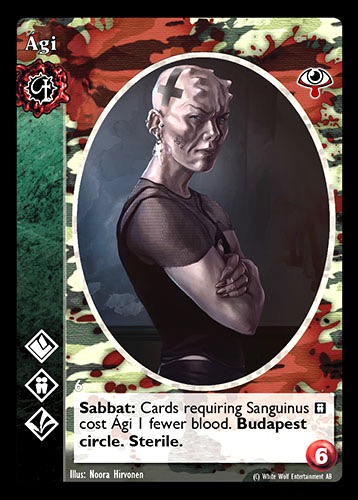 Ági
6
Sabbat: Cards requiring Sanguinus
cost Ági 1 fewer blood. Budapest
circle. Sterile.
6
Illus: Noora Hirvonen
(C) White Wolf Entertainment AB